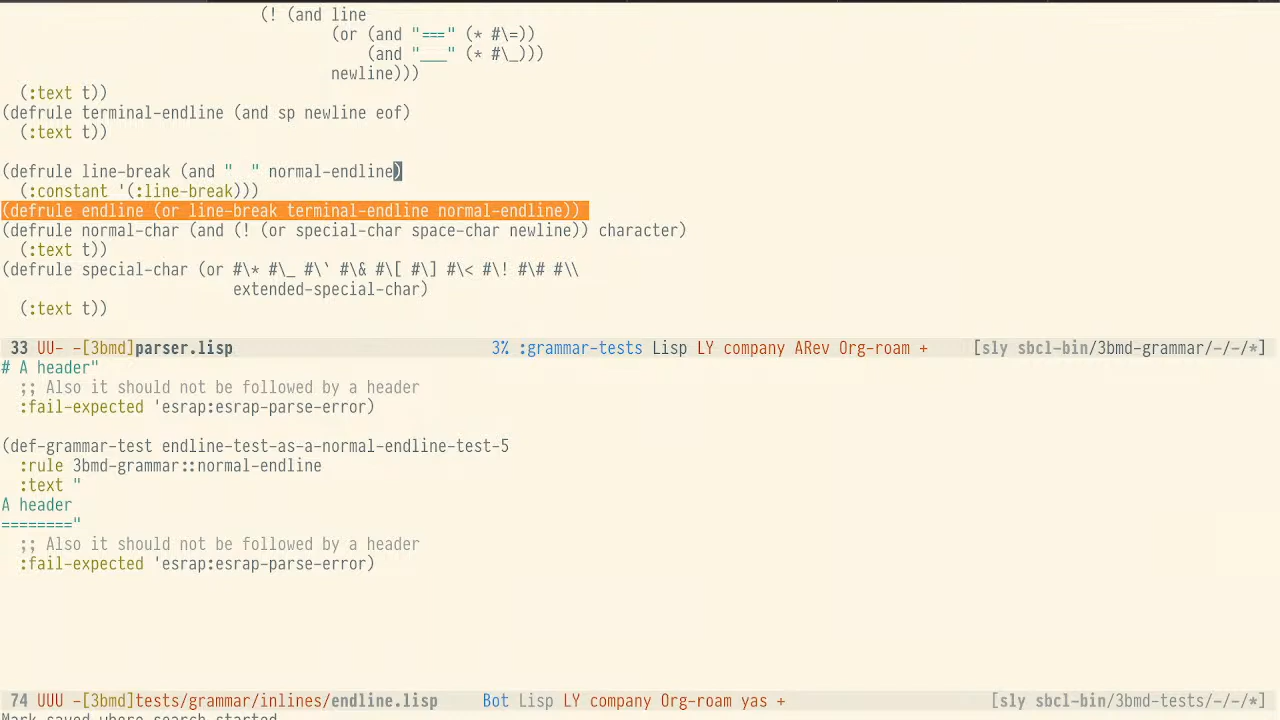 (! (and line
(or (and "===" (* #\=))
(and "___" (* #\_)))
newline)))
(:text t))
(defrule terminal-endline (and sp newline eof)
(:text t))
(defrule line-break (and "  " normal-endline)
(:constant '(:line-break)))
(defrule endline (or line-break terminal-endline normal-endline))
(defrule normal-char (and (! (or special-char space-char newline)) character)
(:text t))
(defrule special-char (or #\* #\_ #\` #\& #\[ #\] #\< #\! #\# #\\
extended-special-char)
(:text t))
33 UU- -[3bmd]parser.lisp 3% :grammar-tests Lisp LY company ARev Org-roam + [sly sbcl-bin/3bmd-grammar/-/-/*]
# A header"
;; Also it should not be followed by a header
:fail-expected 'esrap:esrap-parse-error)
(def-grammar-test endline-test-as-a-normal-endline-test-5
:rule 3bmd-grammar::normal-endline
:text "
A header
========"
;; Also it should not be followed by a header
:fail-expected 'esrap:esrap-parse-error)
74 UUU -[3bmd]tests/grammar/inlines/endline.lisp Bot Lisp LY company Org-roam yas + [sly sbcl-bin/3bmd-tests/-/-/*]
Mark saved where search started